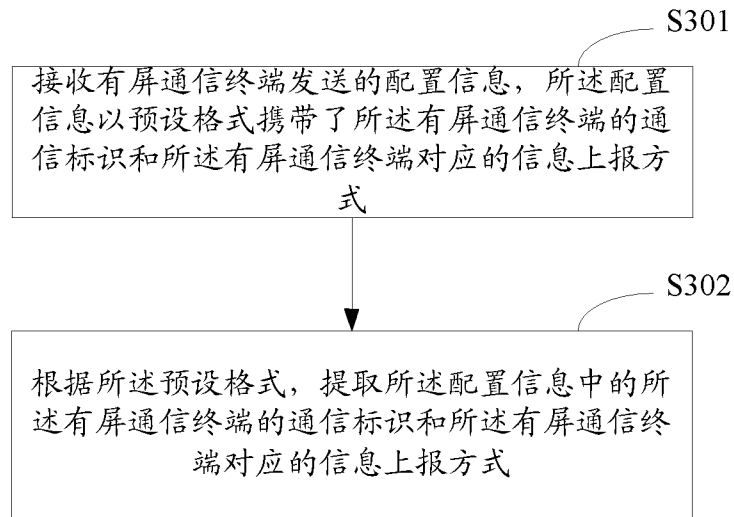 S301
接收有屏通信终端发送的配置信息，所述配置
信息以预设格式携带了所述有屏通信终端的通
信标识和所述有屏通信终端对应的信息上报方
式
S302
根据所述预设格式，提取所述配置信息中的所
述有屏通信终端的通信标识和所述有屏通信终
端对应的信息上报方式